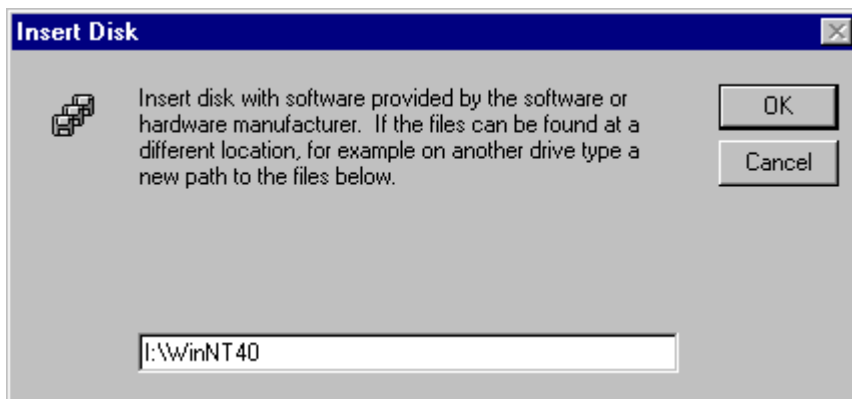 Insert Disk
Insert disk with software provided by the software or
hardware manufacturer.  If the files can be found at a
different location, for example on another drive type a
new path to the files below.
OK
Cancel
I:\WinNT40